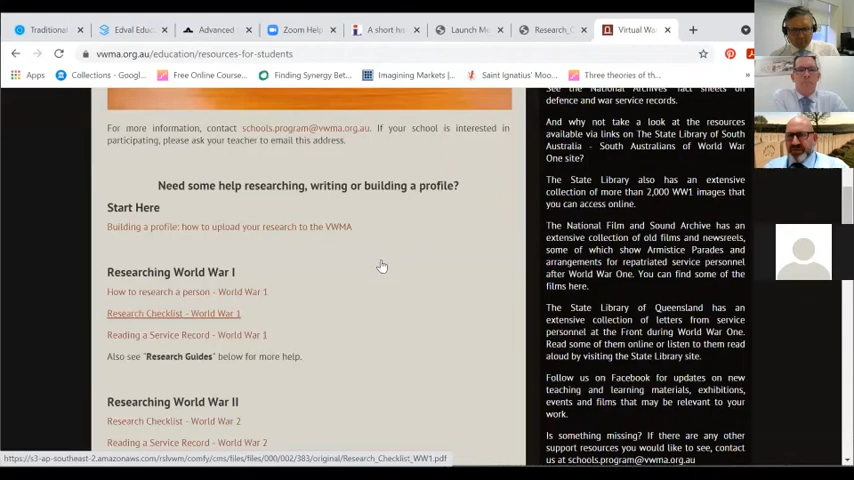 Traditional
Edval Educ
Advanced
Zoom Help
A short his
Launch Me
Research_C
Virtual Wa
vwma.org.au/education/resources-for-students
Apps
Collections - Googl...
Free Online Course...
Finding Synergy Bet...
Imagining Markets |...
Saint Ignatius' Moo...
Three theories of th...
»
For more information, contact schools.program@vwma.org.au. If your school is interested in
participating, please ask your teacher to email this address.
Need some help researching, writing or building a profile?
Start Here
Building a profile: how to upload your research to the VWMA
Researching World War I
How to research a person - World War 1
Research Checklist - World War 1
Reading a Service Record - World War 1
Also see "Research Guides" below for more help.
Researching World War II
Research Checklist - World War 2
Reading a Service Record - World War 2
https://s3-ap-southeast-2.amazonaws.com/rslvwm/comfy/cms/files/files/000/002/383/original/Research_Checklist_WW1.pdf
See the National Archives fact sheets on
defence and war service records.
And why not take a look at the resources
available via links on The State Library of South
Australia - South Australians of World War
One site?
The State Library also has an extensive
collection of more than 2,000 WW1 images that
you can access online.
The National Film and Sound Archive has an
extensive collection of old films and newsreels,
some of which show Armistice Parades and
arrangements for repatriated service personnel
after World War One. You can find some of the
films here.
The State Library of Queensland has an
extensive collection of letters from service
personnel at the Front during World War One.
Read some of them online or listen to them read
aloud by visiting the State Library site.
Follow us on Facebook for updates on new
teaching and learning materials, exhibitions,
events and films that may be relevant to your
work.
Is something missing? If there are any other
support resources you would like to see, contact
us at schools.program@vwma.org.au